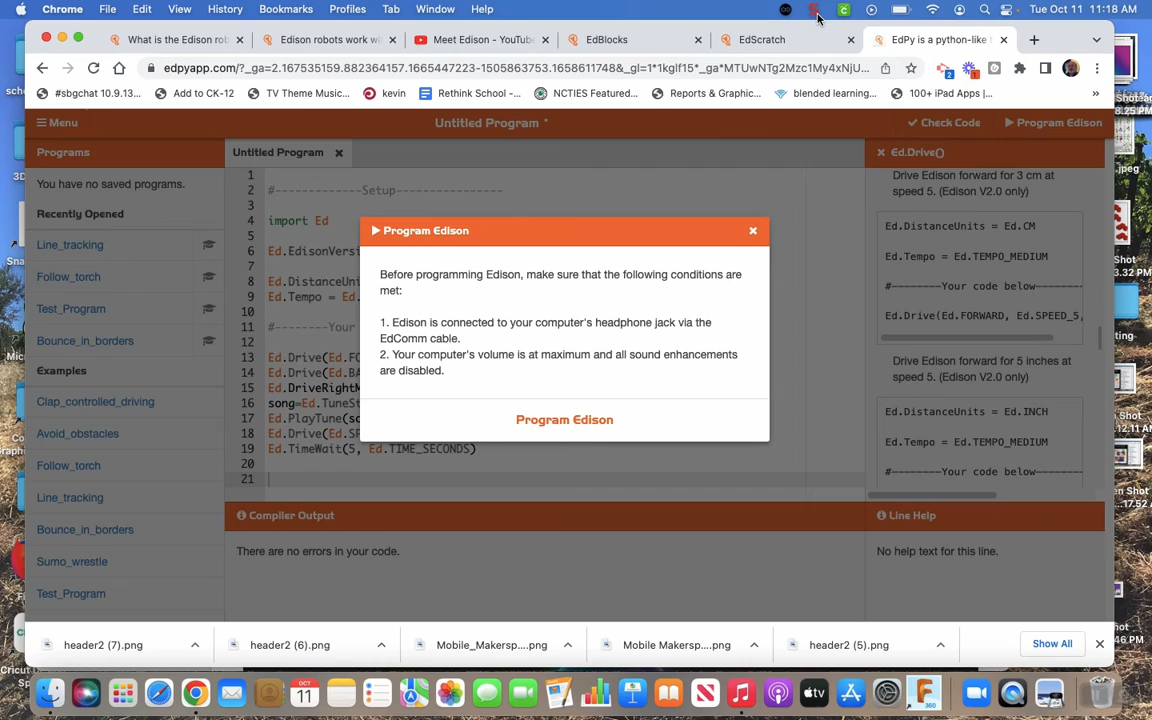 Chrome File Edit View History Bookmarks Profiles Tab Window Help Tue Oct 11 11:18 AM
What is the Edison rob Edison robots work wi Meet Edison - YouTube EdBlocks EdScratch EdPy is a python-like
edpyapp.com/?_ga=2.167535159.882364157.1665447223-1505863753.1658611748&_gl=1*1kglf15*_ga*MTUwNTg2Mzc1My4xNjU...
#sbgchat 10.9.13... Add to CK-12 TV Theme Music... kevin Rethink School -... NCTIES Featured... Reports & Graphic... blended learning... 100+ iPad Apps |... »
Menu Untitled Program * Check Code Program Edison
Programs Untitled Program Ed.Drive()
You have no saved programs.
Recently Opened
Line_tracking
Follow_torch
Test_Program
Bounce_in_borders
Examples
Clap_controlled_driving
Avoid_obstacles
Follow_torch
Line_tracking
Bounce_in_borders
Sumo_wrestle
Test_Program
1
2 #-------------Setup----------------
3
4 import Ed
5
6 Ed.EdisonVersi
7
8 Ed.DistanceUni
9 Ed.Tempo = Ed.
10
11 #--------Your
12
13 Ed.Drive(Ed.FO
14 Ed.Drive(Ed.BA
15 Ed.DriveRightM
16 song=Ed.TuneSt
17 Ed.PlayTune(so
18 Ed.Drive(Ed.SP
19 Ed.TimeWait(5, Ed.TIME_SECONDS)
20
21
Program Edison
Before programming Edison, make sure that the following conditions are
met:
1. Edison is connected to your computer's headphone jack via the
EdComm cable.
2. Your computer's volume is at maximum and all sound enhancements
are disabled.
Program Edison
Drive Edison forward for 3 cm at
speed 5. (Edison V2.0 only)
Ed.DistanceUnits = Ed.CM
Ed.Tempo = Ed.TEMPO_MEDIUM
#--------Your code below-----
Ed.Drive(Ed.FORWARD, Ed.SPEED_5,
Drive Edison forward for 5 inches at
speed 5. (Edison V2.0 only)
Ed.DistanceUnits = Ed.INCH
Ed.Tempo = Ed.TEMPO_MEDIUM
#--------Your code below-----
Compiler Output Line Help
There are no errors in your code. No help text for this line.
header2 (7).png header2 (6).png Mobile_Makersp....png Mobile Makersp....png header2 (5).png Show All